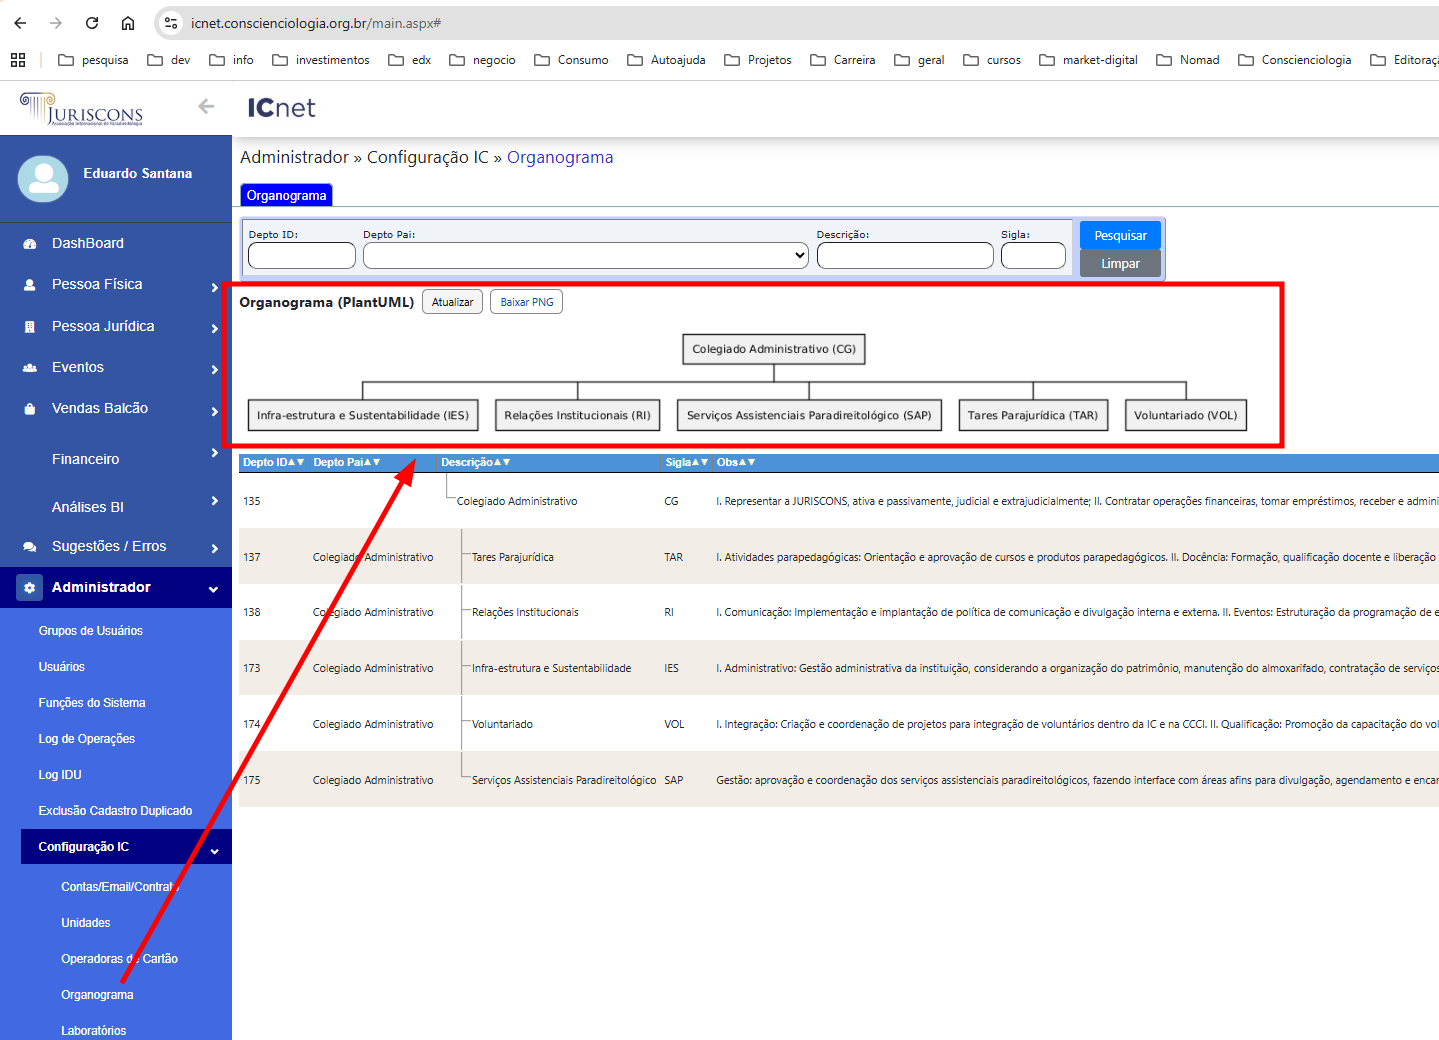 icnet.conscienciologia.org.br/main.aspx#
pesquisa dev info investimentos edx negocio Consumo Autoajuda Projetos Carreira geral cursos market-digital Nomad Conscienciologia Editoraç
JURISCONS
Associação Internacional de Paradireitologia
ICnet
Administrador » Configuração IC » Organograma
Eduardo Santana
Organograma
Depto ID: Depto Pai: Descrição: Sigla:
Pesquisar
Limpar
DashBoard
Pessoa Física
Pessoa Jurídica
Eventos
Vendas Balcão
Financeiro
Análises BI
Sugestões / Erros
Administrador
Grupos de Usuários
Usuários
Funções do Sistema
Log de Operações
Log IDU
Exclusão Cadastro Duplicado
Configuração IC
Contas/Email/Contrato
Unidades
Operadoras de Cartão
Organograma
Laboratórios
Organograma (PlantUML) Atualizar Baixar PNG
Colegiado Administrativo (CG)
Infra-estrutura e Sustentabilidade (IES) Relações Institucionais (RI) Serviços Assistenciais Paradireitológico (SAP) Tares Parajurídica (TAR) Voluntariado (VOL)
Depto ID▲▼ Depto Pai▲▼ Descrição▲▼ Sigla▲▼ Obs▲▼
135 Colegiado Administrativo CG I. Representar a JURISCONS, ativa e passivamente, judicial e extrajudicialmente; II. Contratar operações financeiras, tomar empréstimos, receber e admini
137 Colegiado Administrativo Tares Parajurídica TAR I. Atividades parapedagógicas: Orientação e aprovação de cursos e produtos parapedagógicos. II. Docência: Formação, qualificação docente e liberação
138 Colegiado Administrativo Relações Institucionais RI I. Comunicação: Implementação e implantação de política de comunicação e divulgação interna e externa. II. Eventos: Estruturação da programação de e
173 Colegiado Administrativo Infra-estrutura e Sustentabilidade IES I. Administrativo: Gestão administrativa da instituição, considerando a organização do patrimônio, manutenção do almoxarifado, contratação de serviços
174 Colegiado Administrativo Voluntariado VOL I. Integração: Criação e coordenação de projetos para integração de voluntários dentro da IC e na CCCI. II. Qualificação: Promoção da capacitação do vol
175 Colegiado Administrativo Serviços Assistenciais Paradireitológico SAP Gestão: aprovação e coordenação dos serviços assistenciais paradireitológicos, fazendo interface com áreas afins para divulgação, agendamento e encar